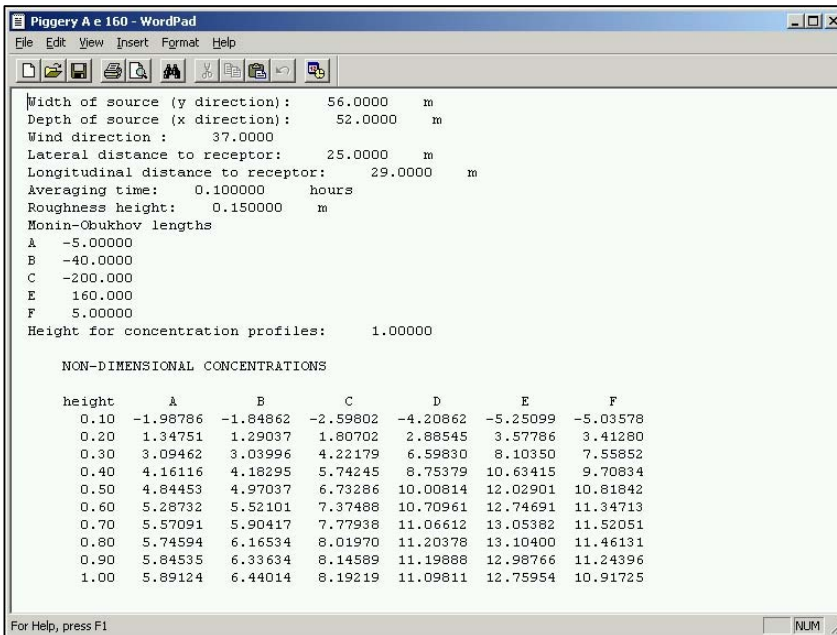 Piggery A e 160 - WordPad
File Edit View Insert Format Help
Width of source (y direction): 56.0000 m
Depth of source (x direction): 52.0000 m
Wind direction : 37.0000
Lateral distance to receptor: 25.0000 m
Longitudinal distance to receptor: 29.0000 m
Averaging time: 0.100000 hours
Roughness height: 0.150000 m
Monin-Obukhov lengths
A -5.00000
B -40.0000
C -200.000
E 160.000
F 5.00000
Height for concentration profiles: 1.00000
NON-DIMENSIONAL CONCENTRATIONS
height A B C D E F
0.10 -1.98786 -1.84862 -2.59802 -4.20862 -5.25099 -5.03578
0.20 1.34751 1.29037 1.80702 2.88545 3.57786 3.41280
0.30 3.09462 3.03996 4.22179 6.59830 8.10350 7.55852
0.40 4.16116 4.18295 5.74245 8.75379 10.63415 9.70834
0.50 4.84453 4.97037 6.73286 10.00814 12.02901 10.81842
0.60 5.28732 5.52101 7.37488 10.70961 12.74691 11.34713
0.70 5.57091 5.90417 7.77938 11.06612 13.05382 11.52051
0.80 5.74594 6.16534 8.01970 11.20378 13.10400 11.46131
0.90 5.84535 6.33634 8.14589 11.19888 12.98766 11.24396
1.00 5.89124 6.44014 8.19219 11.09811 12.75954 10.91725
For Help, press F1
NUM